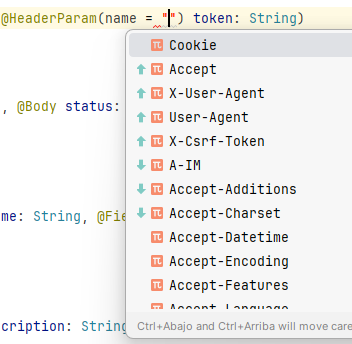 @HeaderParam(name = "") token: String)
Cookie
Accept
, @Body status:
X-User-Agent
User-Agent
X-Csrf-Token
A-IM
Accept-Additions
me: String, @Fie
Accept-Charset
Accept-Datetime
Accept-Encoding
Accept-Features
Accept-Language
cription: String
Ctrl+Abajo and Ctrl+Arriba will move care